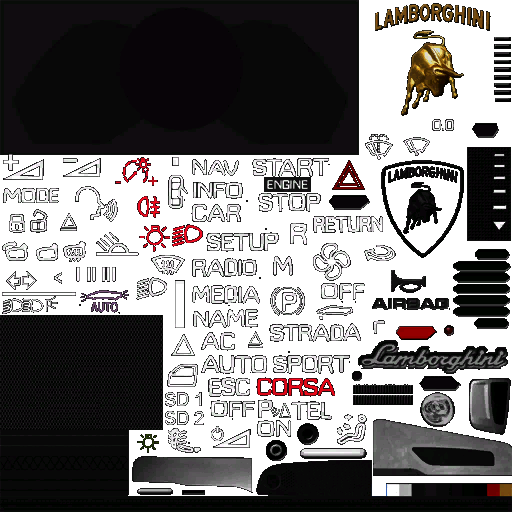 LAMBORGHINI
C.0
NAV START
ENGINE
INFO
STOP
MODE
CAR
LAMBORGHINI
RETURN
SETUP R
RADIO M
MEDIA OFF
AIRBAG
NAME
AUTO
AC STRADA
Lamborghini
AUTO SPORT
ESC CORSA
SD 1
OFF P TEL
SD 2
ON